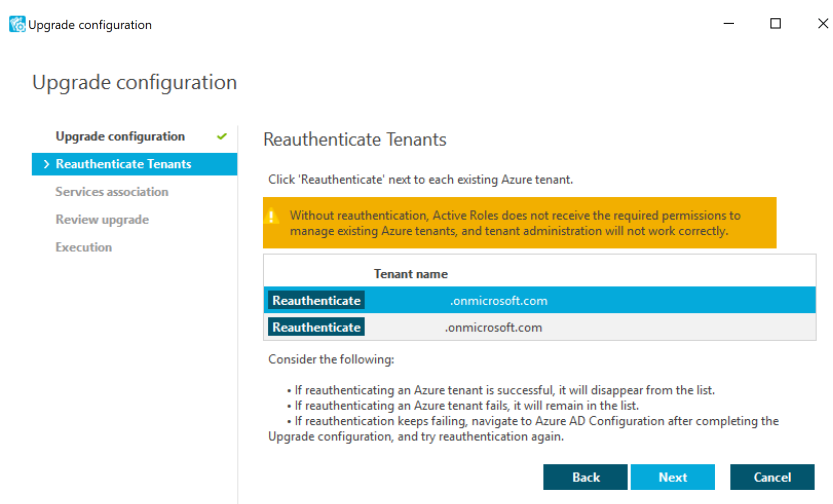 Upgrade configuration
Upgrade configuration
Upgrade configuration
Reauthenticate Tenants
Services association
Review upgrade
Execution
Reauthenticate Tenants
Click 'Reauthenticate' next to each existing Azure tenant.
Without reauthentication, Active Roles does not receive the required permissions to
manage existing Azure tenants, and tenant administration will not work correctly.
Tenant name
Reauthenticate .onmicrosoft.com
Reauthenticate .onmicrosoft.com
Consider the following:
• If reauthenticating an Azure tenant is successful, it will disappear from the list.
• If reauthenticating an Azure tenant fails, it will remain in the list.
• If reauthentication keeps failing, navigate to Azure AD Configuration after completing the
Upgrade configuration, and try reauthentication again.
Back Next Cancel